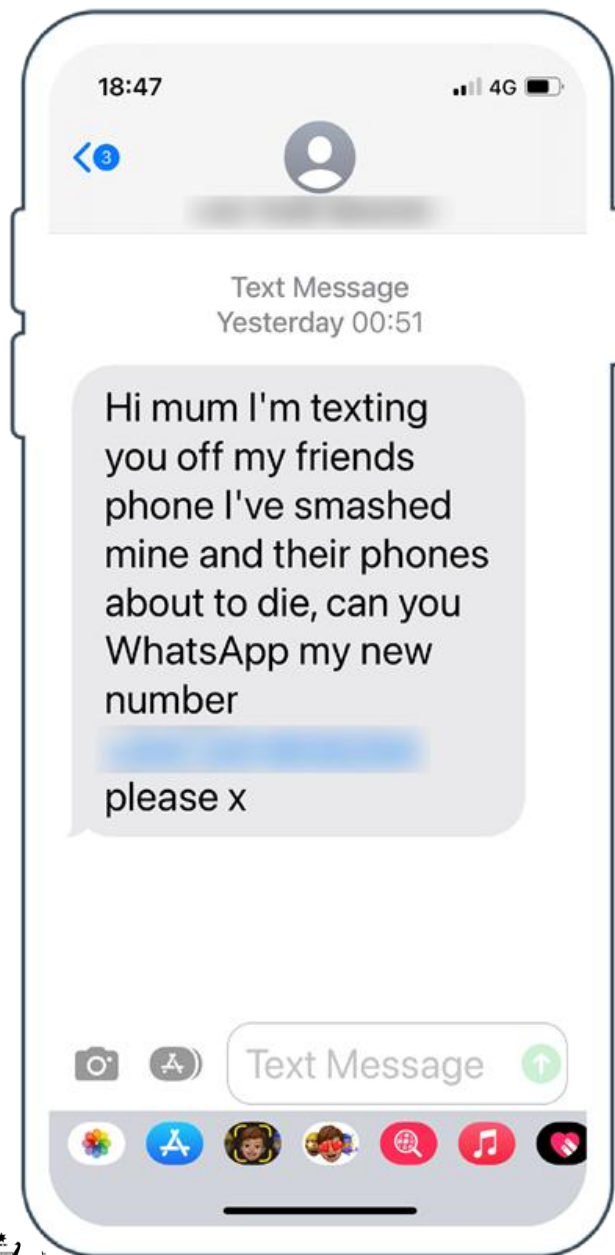 18:47
4G
3
Text Message
Yesterday 00:51
Hi mum I'm texting
you off my friends
phone I've smashed
mine and their phones
about to die, can you
WhatsApp my new
number
please x
Text Message